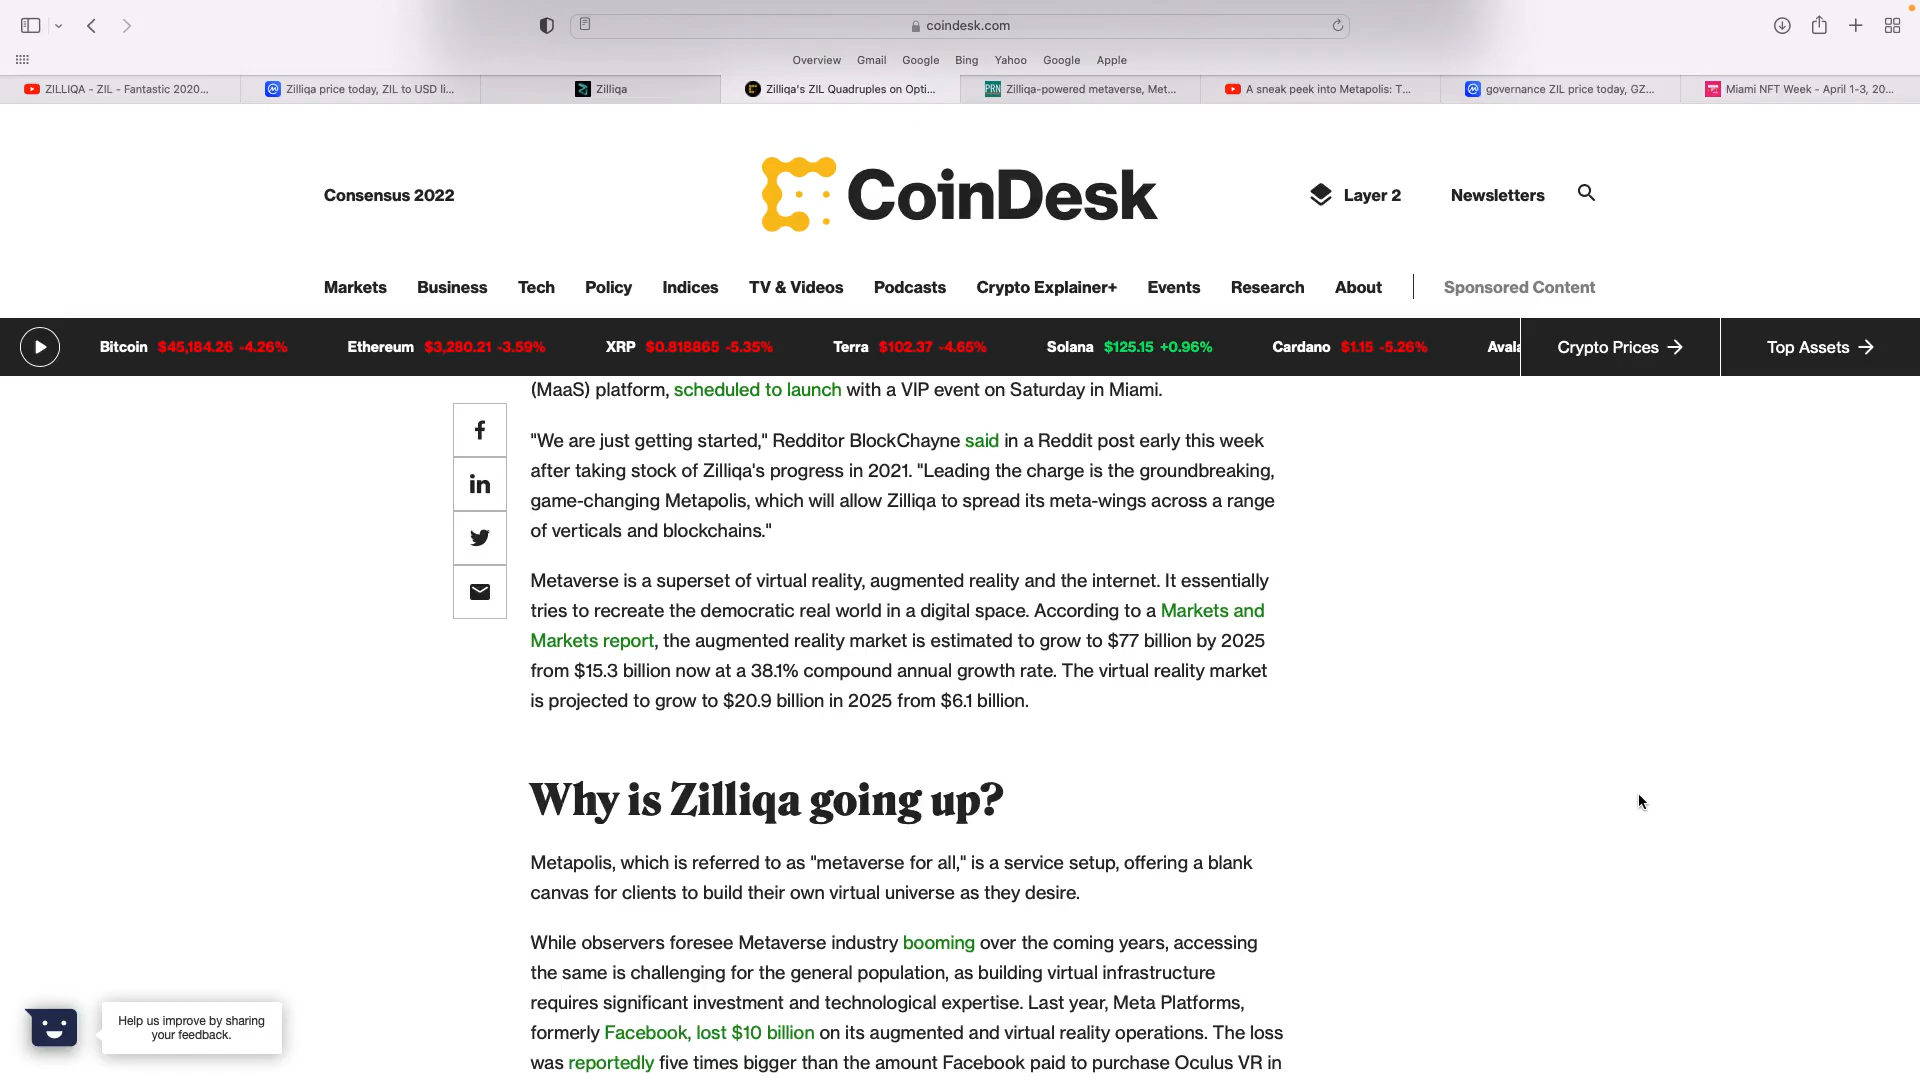 coindesk.com
Overview Gmail Google Bing Yahoo Google Apple
ZILLIQA - ZIL - Fantastic 2020...
Zilliqa price today, ZIL to USD li...
Zilliqa
Zilliqa's ZIL Quadruples on Opti...
Zilliqa-powered metaverse, Met...
A sneak peek into Metapolis: T...
governance ZIL price today, GZ...
Miami NFT Week - April 1-3, 20...
Consensus 2022
CoinDesk
Layer 2
Newsletters
Markets Business Tech Policy Indices TV & Videos Podcasts Crypto Explainer+ Events Research About Sponsored Content
Bitcoin $45,184.26 -4.26% Ethereum $3,280.21 -3.59% XRP $0.818865 -5.35% Terra $102.37 -4.65% Solana $125.15 +0.96% Cardano $1.15 -5.26% Avala Crypto Prices → Top Assets →
(MaaS) platform, scheduled to launch with a VIP event on Saturday in Miami.
"We are just getting started," Redditor BlockChayne said in a Reddit post early this week
after taking stock of Zilliqa's progress in 2021. "Leading the charge is the groundbreaking,
game-changing Metapolis, which will allow Zilliqa to spread its meta-wings across a range
of verticals and blockchains."
Metaverse is a superset of virtual reality, augmented reality and the internet. It essentially
tries to recreate the democratic real world in a digital space. According to a Markets and
Markets report, the augmented reality market is estimated to grow to $77 billion by 2025
from $15.3 billion now at a 38.1% compound annual growth rate. The virtual reality market
is projected to grow to $20.9 billion in 2025 from $6.1 billion.
Why is Zilliqa going up?
Metapolis, which is referred to as "metaverse for all," is a service setup, offering a blank
canvas for clients to build their own virtual universe as they desire.
While observers foresee Metaverse industry booming over the coming years, accessing
the same is challenging for the general population, as building virtual infrastructure
requires significant investment and technological expertise. Last year, Meta Platforms,
formerly Facebook, lost $10 billion on its augmented and virtual reality operations. The loss
was reportedly five times bigger than the amount Facebook paid to purchase Oculus VR in
Help us improve by sharing
your feedback.